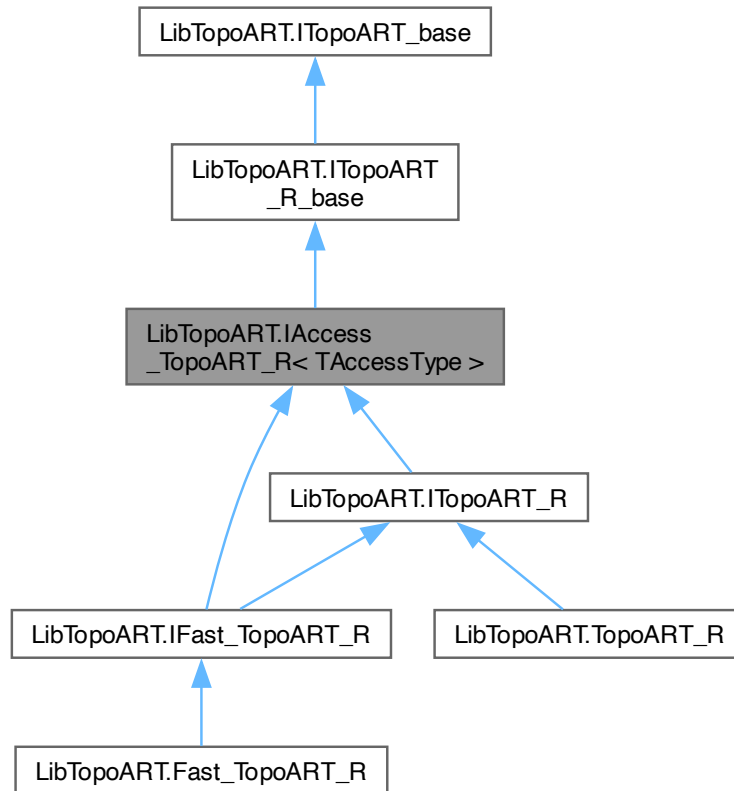 LibTopoART.ITopoART_base
LibTopoART.ITopoART
_R_base
LibTopoART.IAccess
_TopoART_R< TAccessType >
LibTopoART.ITopoART_R
LibTopoART.IFast_TopoART_R
LibTopoART.TopoART_R
LibTopoART.Fast_TopoART_R